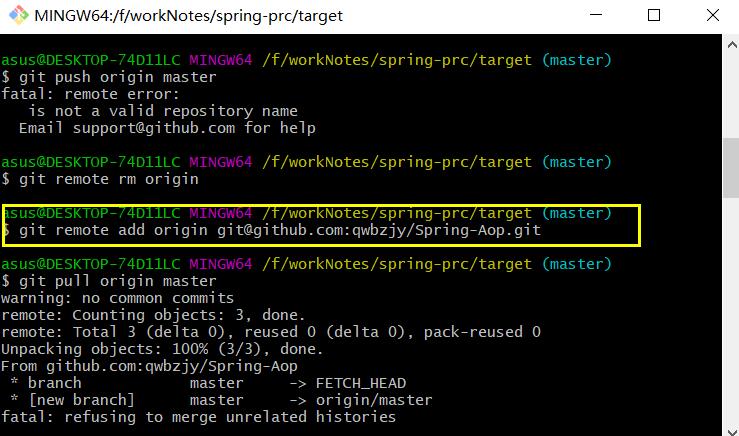 MINGW64:/f/workNotes/spring-prc/target
asus@DESKTOP-74D11LC MINGW64 /f/workNotes/spring-prc/target (master)
$ git push origin master
fatal: remote error:
   is not a valid repository name
  Email support@github.com for help
asus@DESKTOP-74D11LC MINGW64 /f/workNotes/spring-prc/target (master)
$ git remote rm origin
asus@DESKTOP-74D11LC MINGW64 /f/workNotes/spring-prc/target (master)
$ git remote add origin git@github.com:qwbzjy/Spring-Aop.git
asus@DESKTOP-74D11LC MINGW64 /f/workNotes/spring-prc/target (master)
$ git pull origin master
warning: no common commits
remote: Counting objects: 3, done.
remote: Total 3 (delta 0), reused 0 (delta 0), pack-reused 0
Unpacking objects: 100% (3/3), done.
From github.com:qwbzjy/Spring-Aop
 * branch            master     -> FETCH_HEAD
 * [new branch]      master     -> origin/master
fatal: refusing to merge unrelated histories